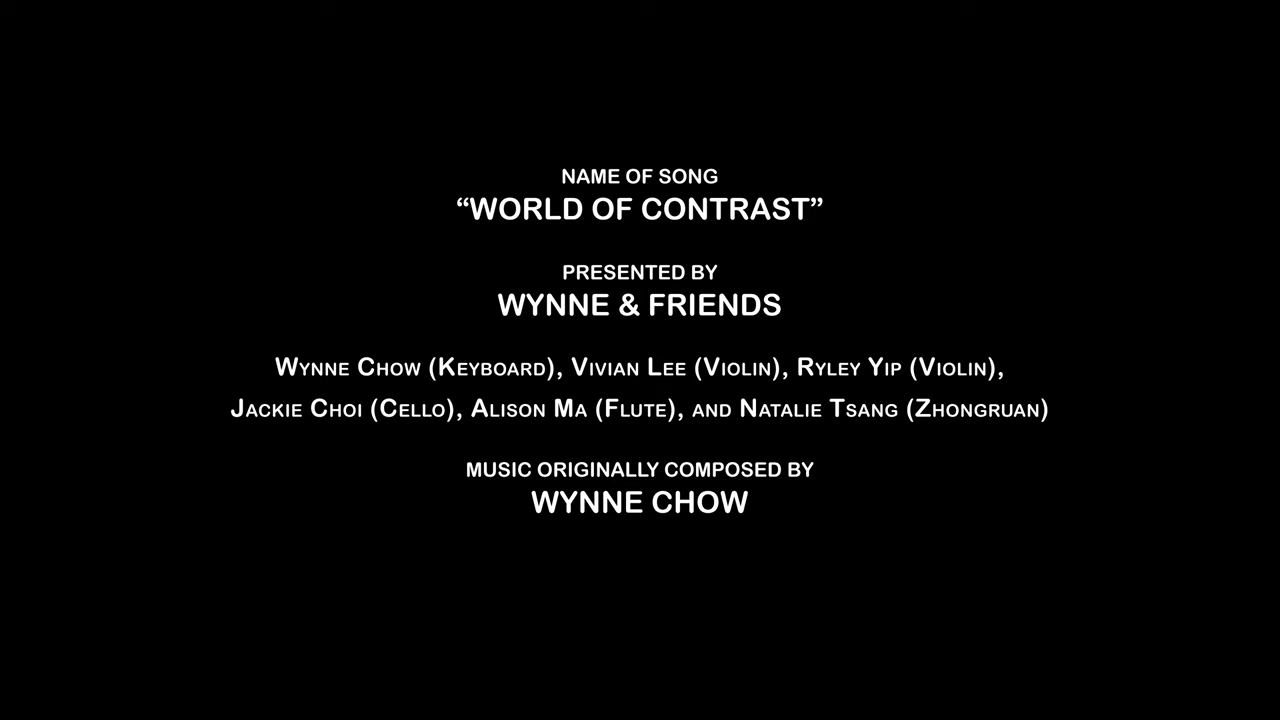 NAME OF SONG
“WORLD OF CONTRAST”
PRESENTED BY
WYNNE & FRIENDS
Wynne Chow (Keyboard), Vivian Lee (Violin), Ryley Yip (Violin),
Jackie Choi (Cello), Alison Ma (Flute), and Natalie Tsang (Zhongruan)
MUSIC ORIGINALLY COMPOSED BY
WYNNE CHOW